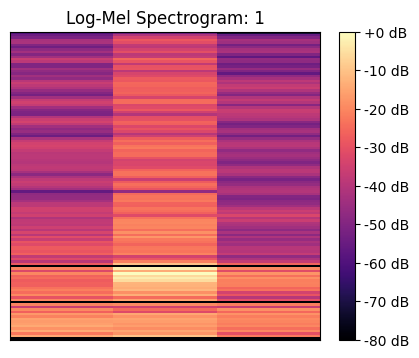 Log-Mel Spectrogram: 1
+0 dB
-10 dB
-20 dB
-30 dB
-40 dB
-50 dB
-60 dB
-70 dB
-80 dB